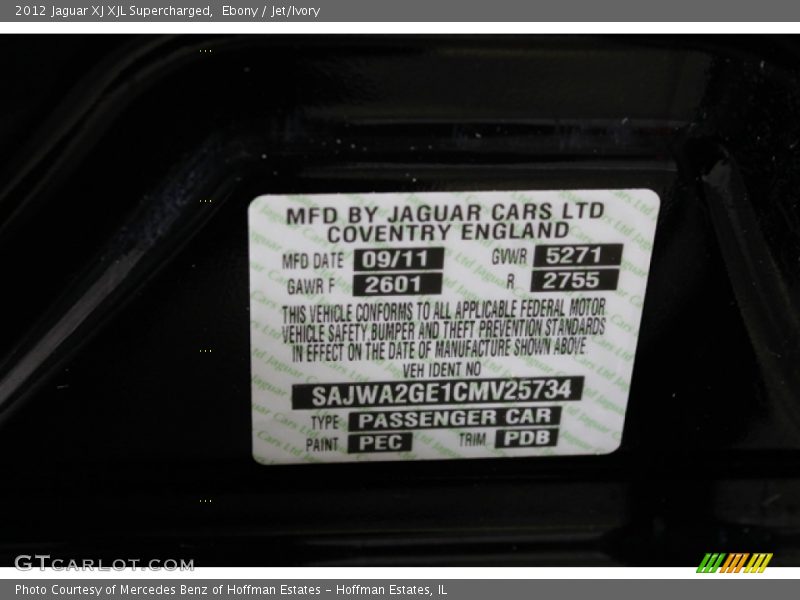 2012 Jaguar XJ XJL Supercharged, Ebony / Jet/Ivory
MFD BY JAGUAR CARS LTD
COVENTRY ENGLAND
MFD DATE 09/11 GVWR 5271
GAWR F 2601 R 2755
THIS VEHICLE CONFORMS TO ALL APPLICABLE FEDERAL MOTOR
VEHICLE SAFETY BUMPER AND THEFT PREVENTION STANDARDS
IN EFFECT ON THE DATE OF MANUFACTURE SHOWN ABOVE
VEH IDENT NO
SAJWA2GE1CMV25734
TYPE PASSENGER CAR
PAINT PEC TRIM PDB
GTCARLOT.COM
Photo Courtesy of Mercedes Benz of Hoffman Estates - Hoffman Estates, IL